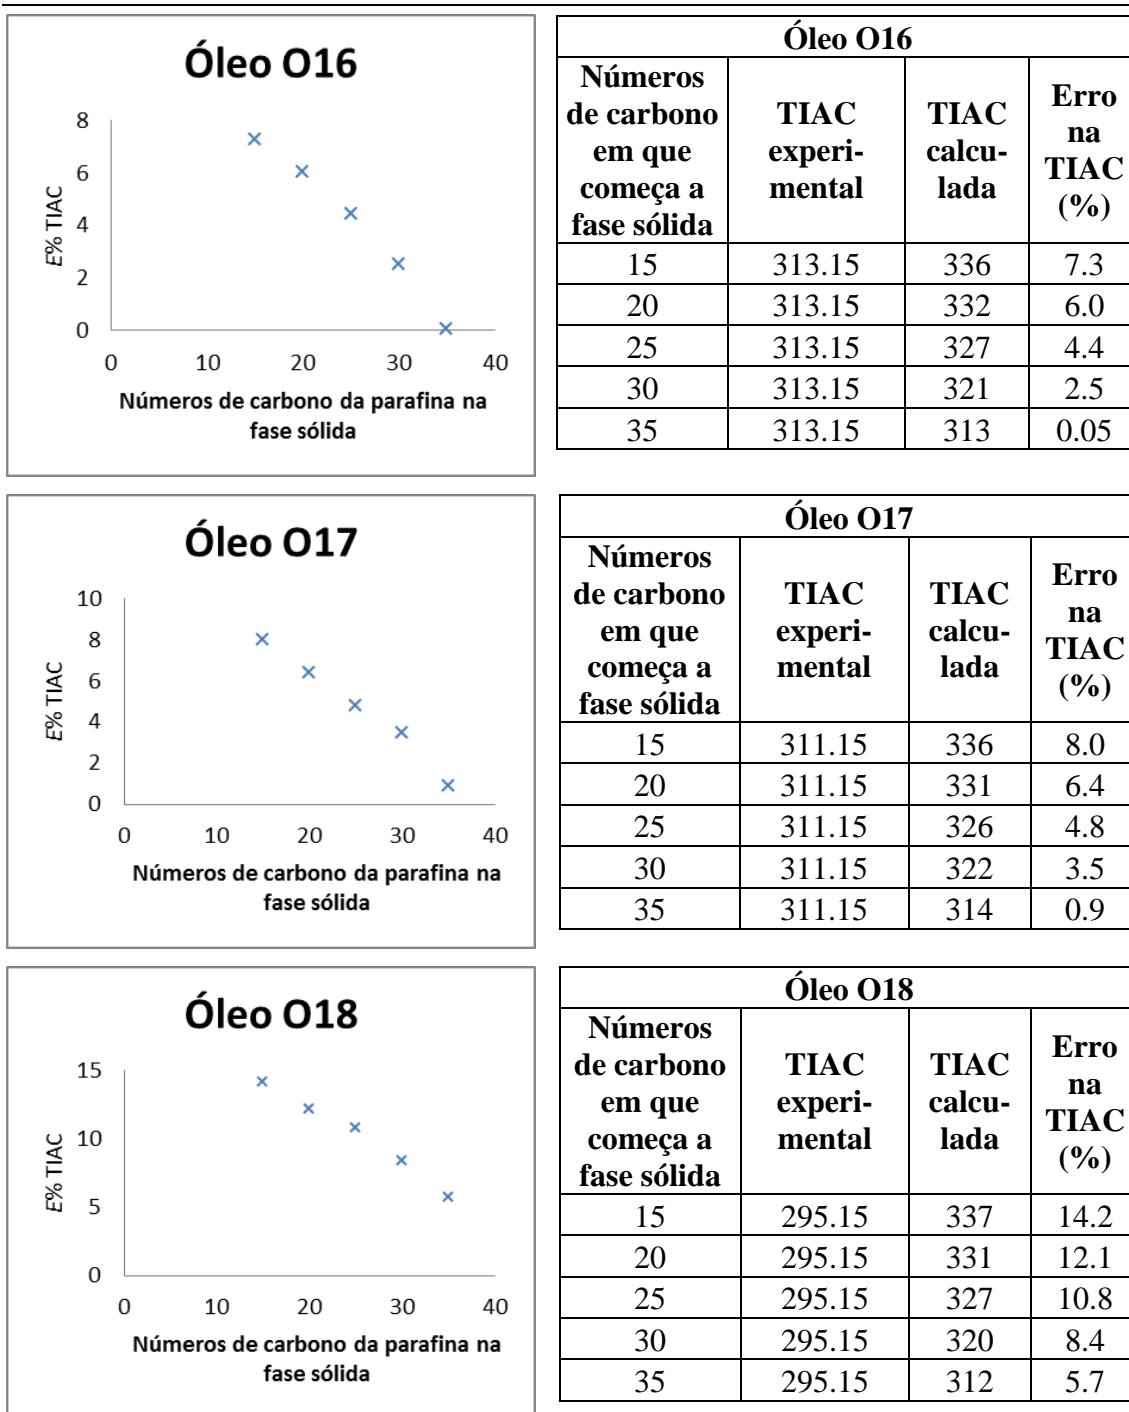 Óleo O16
8
6
4
2
0
E% TIAC
0 10 20 30 40
Números de carbono da parafina na
fase sólida
Óleo O16
Números
de carbono
em que
começa a
fase sólida
TIAC
experi-
mental
TIAC
calcu-
lada
Erro
na
TIAC
(%)
15 313.15 336 7.3
20 313.15 332 6.0
25 313.15 327 4.4
30 313.15 321 2.5
35 313.15 313 0.05
Óleo O17
10
8
6
4
2
0
E% TIAC
0 10 20 30 40
Números de carbono da parafina na
fase sólida
Óleo O17
Números
de carbono
em que
começa a
fase sólida
TIAC
experi-
mental
TIAC
calcu-
lada
Erro
na
TIAC
(%)
15 311.15 336 8.0
20 311.15 331 6.4
25 311.15 326 4.8
30 311.15 322 3.5
35 311.15 314 0.9
Óleo O18
15
10
5
0
E% TIAC
0 10 20 30 40
Números de carbono da parafina na
fase sólida
Óleo O18
Números
de carbono
em que
começa a
fase sólida
TIAC
experi-
mental
TIAC
calcu-
lada
Erro
na
TIAC
(%)
15 295.15 337 14.2
20 295.15 331 12.1
25 295.15 327 10.8
30 295.15 320 8.4
35 295.15 312 5.7